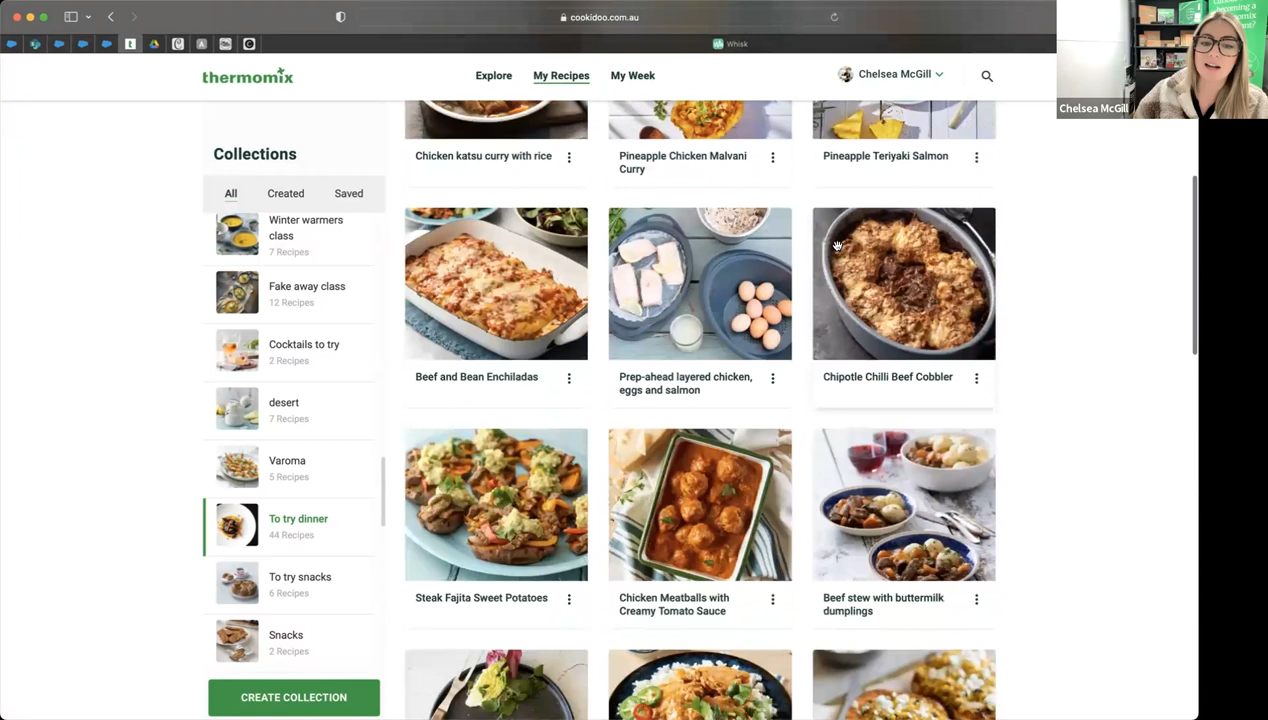 cookidoo.com.au
Whisk
thermomix
Explore
My Recipes
My Week
Chelsea McGill
Chelsea McGill
Collections
All
Created
Saved
Winter warmers
class
7 Recipes
Fake away class
12 Recipes
Cocktails to try
2 Recipes
desert
7 Recipes
Varoma
5 Recipes
To try dinner
44 Recipes
To try snacks
6 Recipes
Snacks
2 Recipes
CREATE COLLECTION
Chicken katsu curry with rice
Pineapple Chicken Malvani
Curry
Pineapple Teriyaki Salmon
Beef and Bean Enchiladas
Prep-ahead layered chicken,
eggs and salmon
Chipotle Chilli Beef Cobbler
Steak Fajita Sweet Potatoes
Chicken Meatballs with
Creamy Tomato Sauce
Beef stew with buttermilk
dumplings